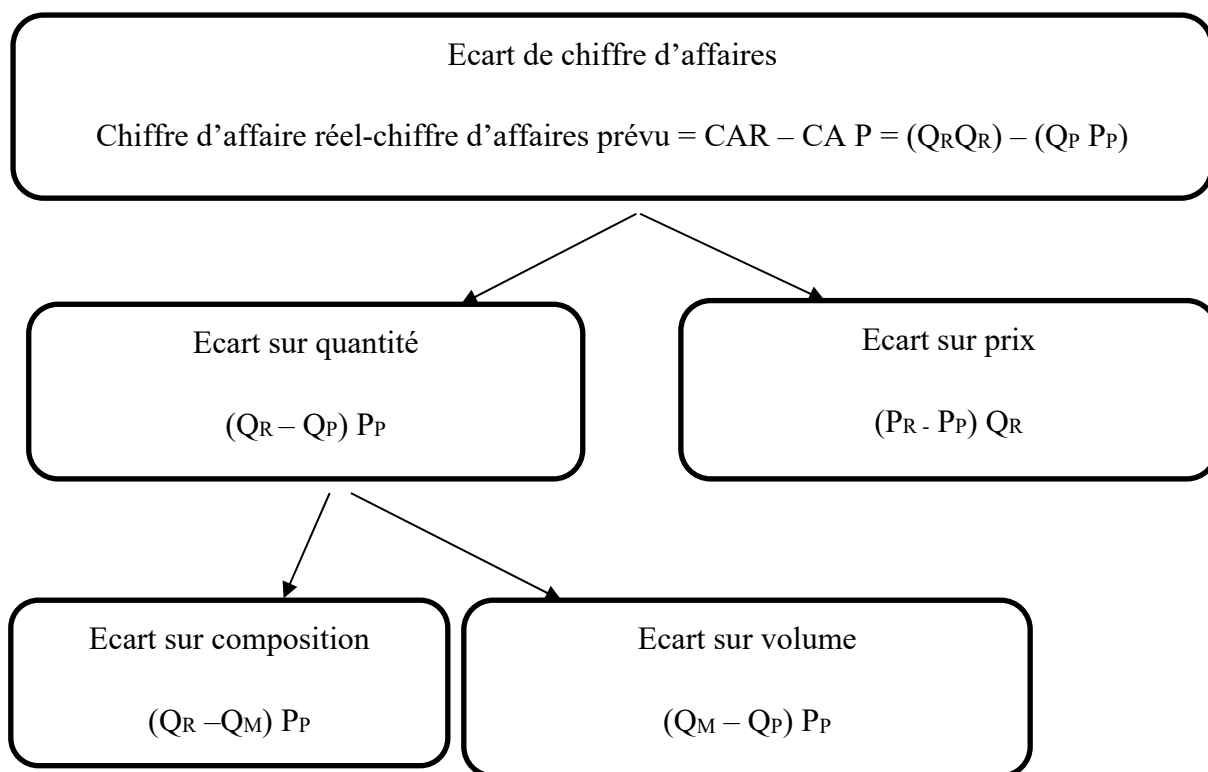 Ecart de chiffre d’affaires
Chiffre d’affaire réel-chiffre d’affaires prévu = CAR – CA P = (QRQR) – (QP PP)
Ecart sur quantité
(QR – QP) PP
Ecart sur prix
(PR - PP) QR
Ecart sur composition
(QR –QM) PP
Ecart sur volume
(QM – QP) PP